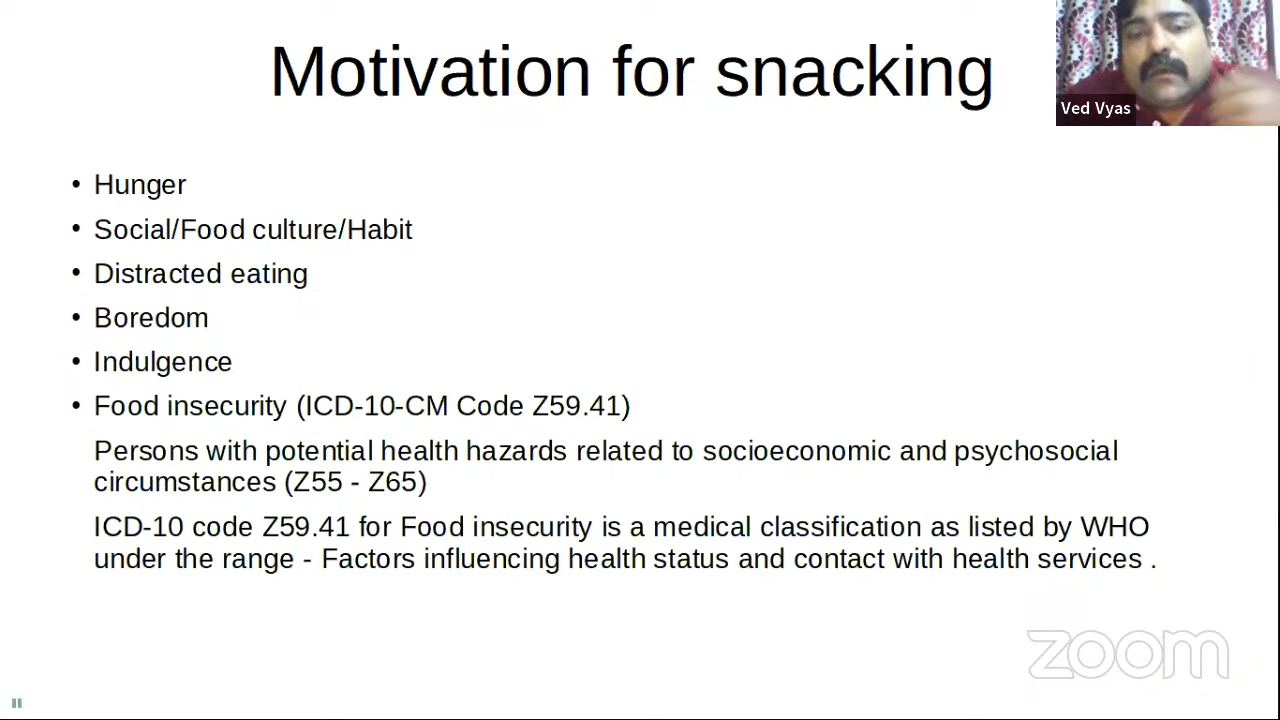 Motivation for snacking
Ved Vyas
• Hunger
• Social/Food culture/Habit
• Distracted eating
• Boredom
• Indulgence
• Food insecurity (ICD-10-CM Code Z59.41)
Persons with potential health hazards related to socioeconomic and psychosocial
circumstances (Z55 - Z65)
ICD-10 code Z59.41 for Food insecurity is a medical classification as listed by WHO
under the range - Factors influencing health status and contact with health services .
zoom